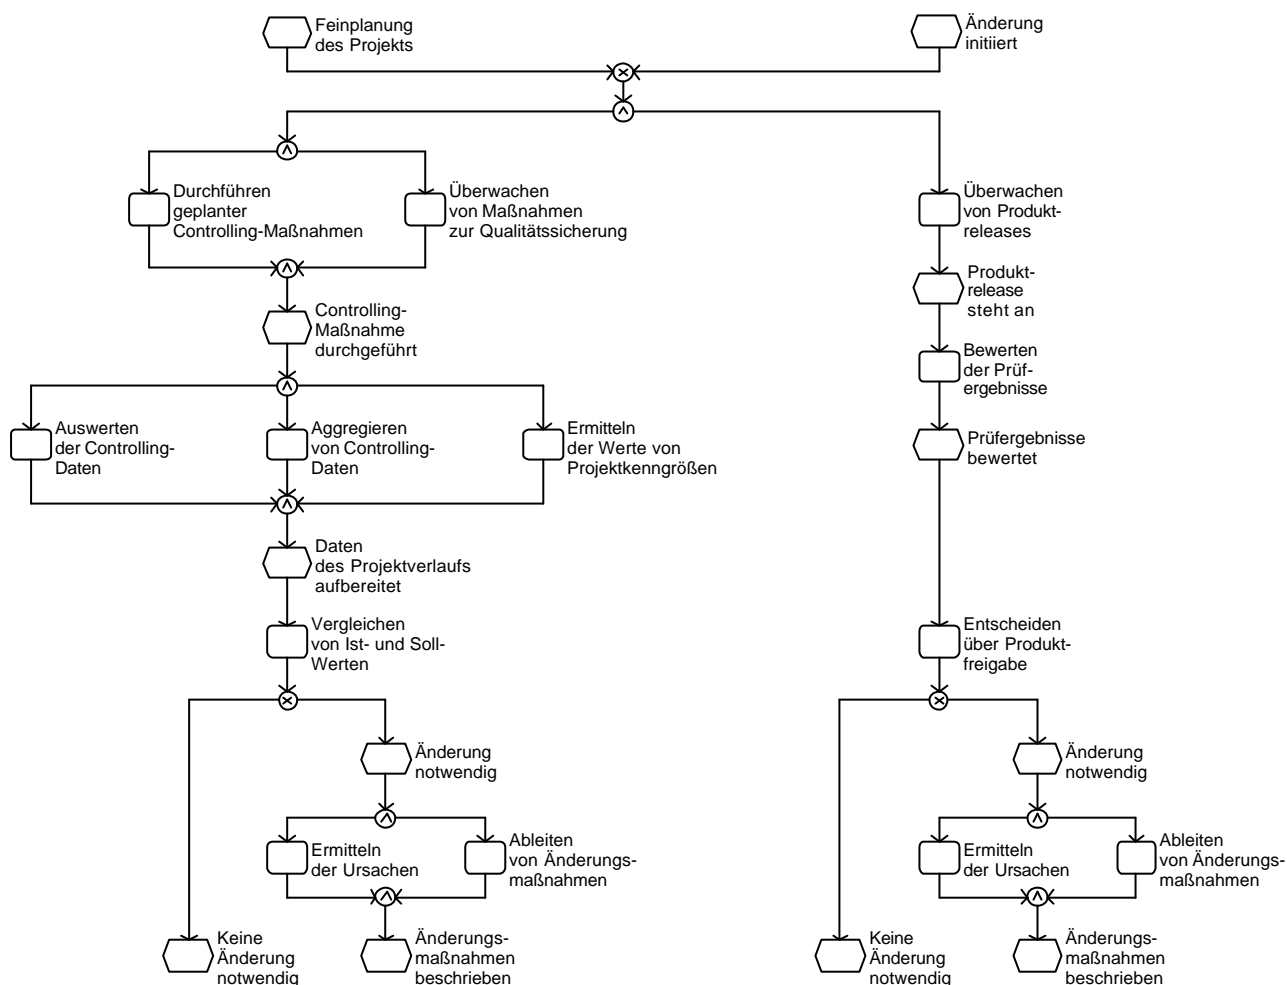 Feinplanung
des Projekts
Änderung
initiiert
Durchführen
geplanter
Controlling-Maßnahmen
Überwachen
von Maßnahmen
zur Qualitätssicherung
Überwachen
von Produkt-
releases
Controlling-
Maßnahme
durchgeführt
Produkt-
release
steht an
Bewerten
der Prüf-
ergebnisse
Auswerten
der Controlling-
Daten
Aggregieren
von Controlling-
Daten
Ermitteln
der Werte von
Projektkenngrößen
Prüfergebnisse
bewertet
Daten
des Projektverlaufs
aufbereitet
Vergleichen
von Ist- und Soll-
Werten
Entscheiden
über Produkt-
freigabe
Änderung
notwendig
Änderung
notwendig
Ermitteln
der Ursachen
Ableiten
von Änderungs-
maßnahmen
Ermitteln
der Ursachen
Ableiten
von Änderungs-
maßnahmen
Keine
Änderung
notwendig
Änderungs-
maßnahmen
beschrieben
Keine
Änderung
notwendig
Änderungs-
maßnahmen
beschrieben